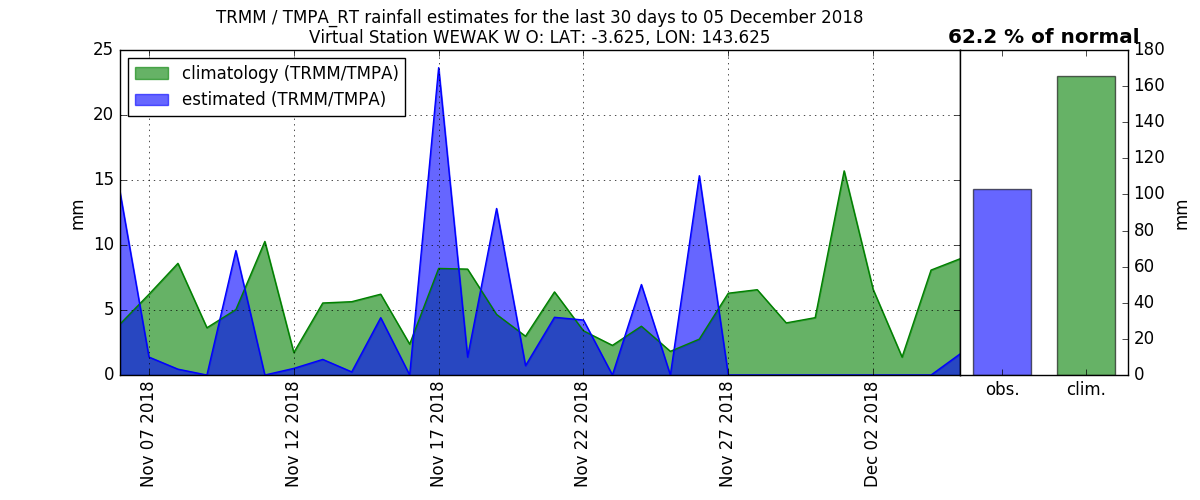 TRMM / TMPA_RT rainfall estimates for the last 30 days to 05 December 2018
Virtual Station WEWAK W O: LAT: -3.625, LON: 143.625
62.2 % of normal
climatology (TRMM/TMPA)
estimated (TRMM/TMPA)
25
20
15
10
5
0
mm
Nov 07 2018
Nov 12 2018
Nov 17 2018
Nov 22 2018
Nov 27 2018
Dec 02 2018
180
160
140
120
100
80
60
40
20
0
mm
obs.
clim.